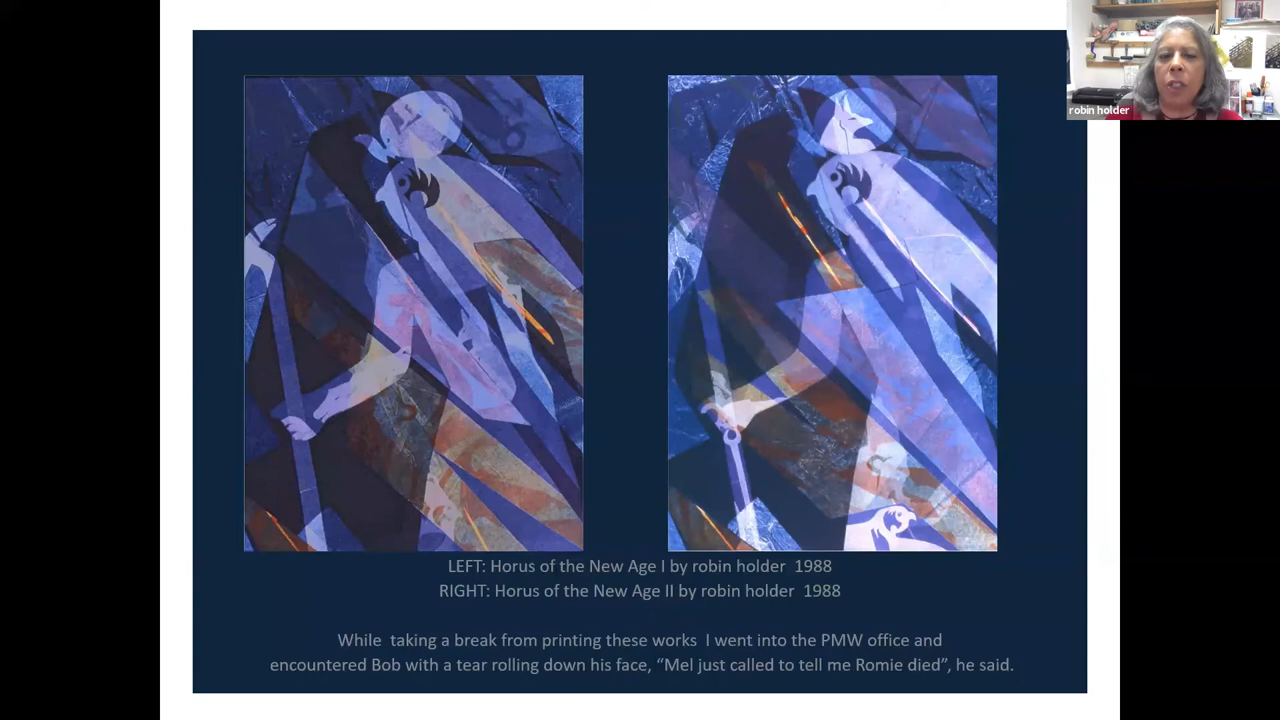 robin holder
LEFT: Horus of the New Age I by robin holder 1988
RIGHT: Horus of the New Age II by robin holder 1988
While taking a break from printing these works I went into the PMW office and
encountered Bob with a tear rolling down his face, “Mel just called to tell me Romie died”, he said.